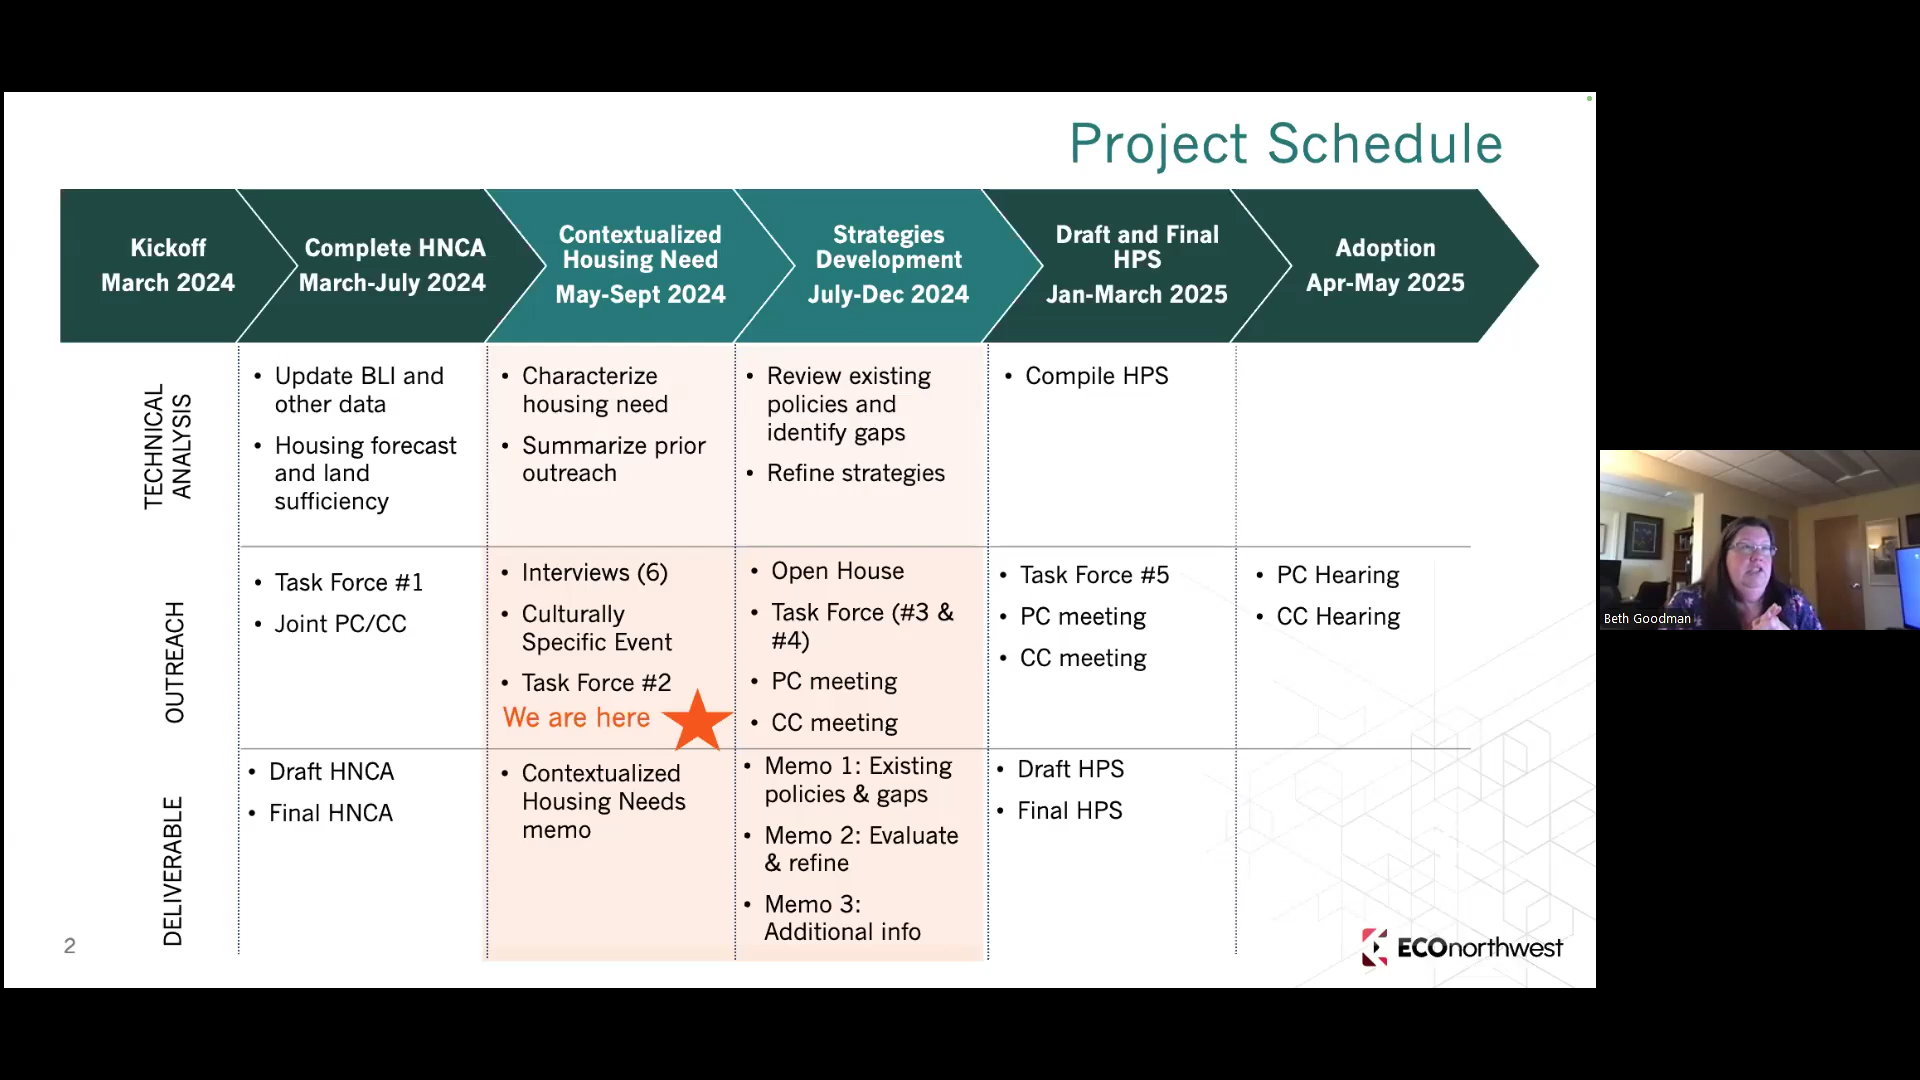 Project Schedule
Kickoff
March 2024
Complete HNCA
March-July 2024
Contextualized
Housing Need
May-Sept 2024
Strategies
Development
July-Dec 2024
Draft and Final
HPS
Jan-March 2025
Adoption
Apr-May 2025
TECHNICAL
ANALYSIS
• Update BLI and
other data
• Housing forecast
and land
sufficiency
• Characterize
housing need
• Summarize prior
outreach
• Review existing
policies and
identify gaps
• Refine strategies
• Compile HPS
OUTREACH
• Task Force #1
• Joint PC/CC
• Interviews (6)
• Culturally
Specific Event
• Task Force #2
We are here
• Open House
• Task Force (#3 &
#4)
• PC meeting
• CC meeting
• Task Force #5
• PC meeting
• CC meeting
• PC Hearing
• CC Hearing
DELIVERABLE
• Draft HNCA
• Final HNCA
• Contextualized
Housing Needs
memo
• Memo 1: Existing
policies & gaps
• Memo 2: Evaluate
& refine
• Memo 3:
Additional info
• Draft HPS
• Final HPS
2
ECOnorthwest
Beth Goodman